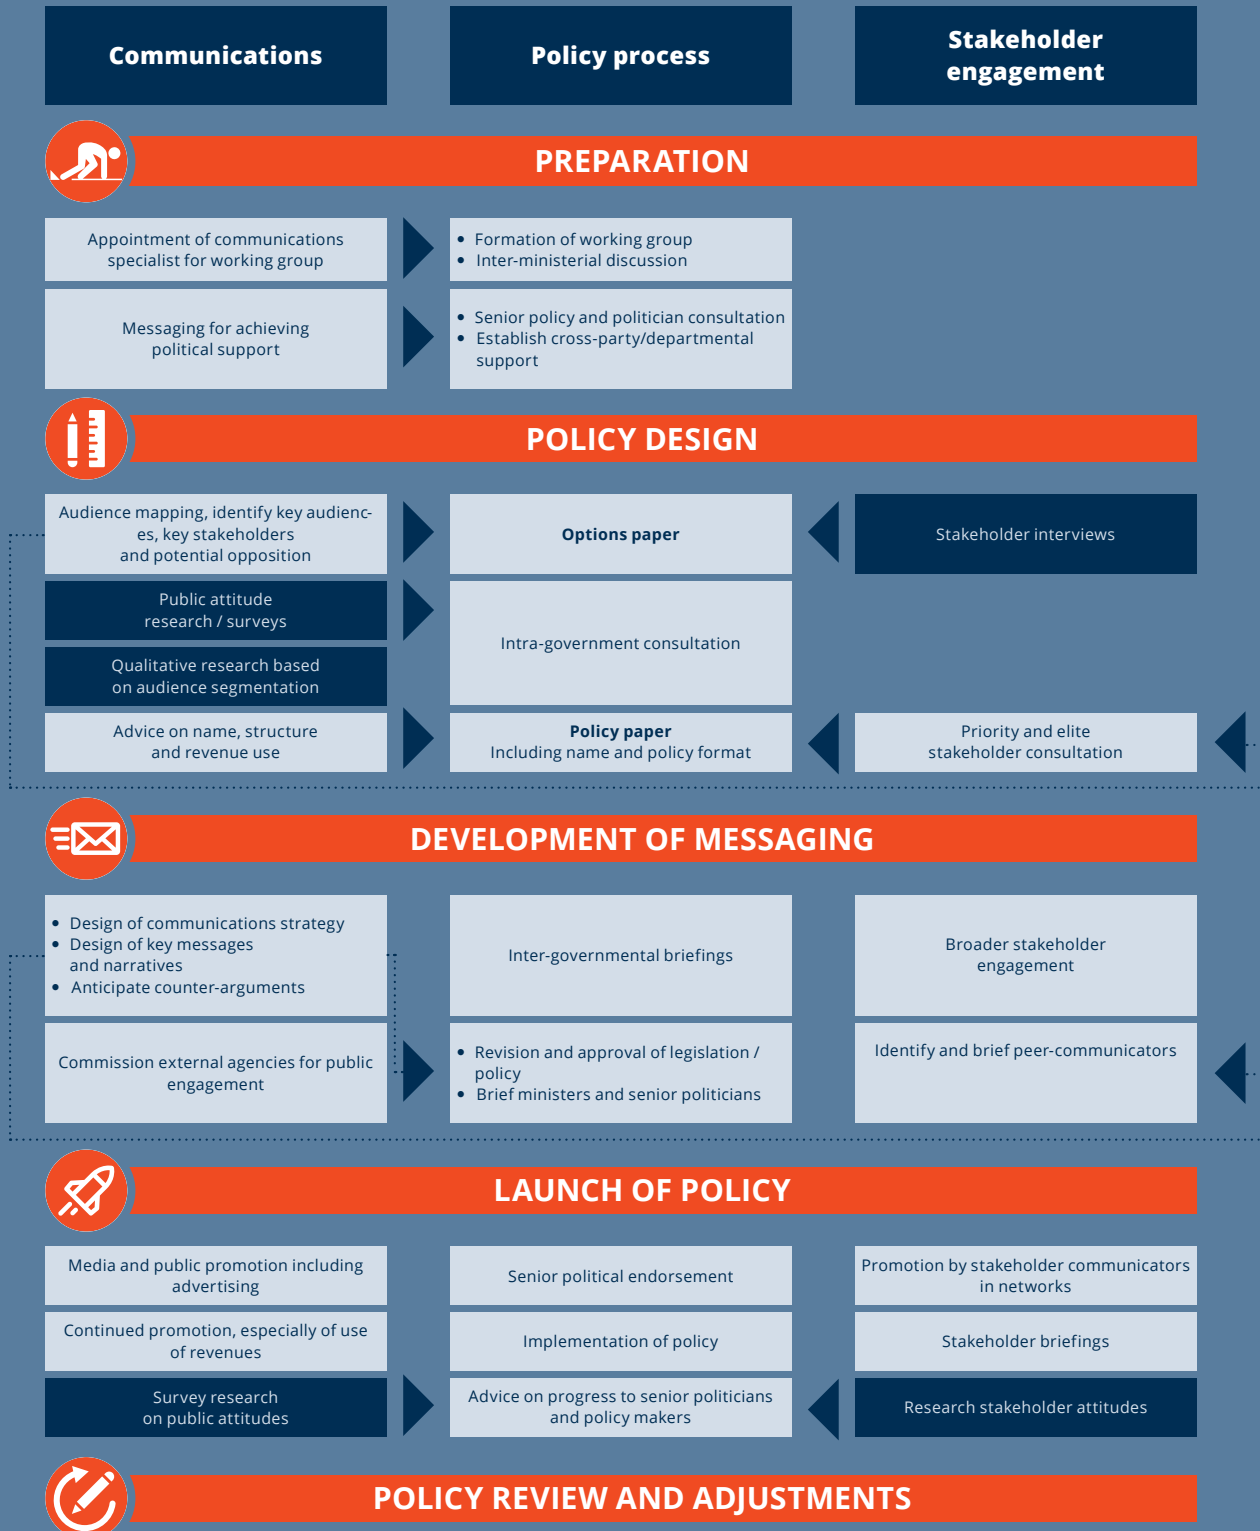 Communications
Policy process
Stakeholder
engagement
PREPARATION
Appointment of communications
specialist for working group
• Formation of working group
• Inter-ministerial discussion
Messaging for achieving
political support
• Senior policy and politician consultation
• Establish cross-party/departmental
support
POLICY DESIGN
Audience mapping, identify key audienc-
es, key stakeholders
and potential opposition
Options paper
Stakeholder interviews
Public attitude
research / surveys
Intra-government consultation
Qualitative research based
on audience segmentation
Advice on name, structure
and revenue use
Policy paper
Including name and policy format
Priority and elite
stakeholder consultation
DEVELOPMENT OF MESSAGING
• Design of communications strategy
• Design of key messages
and narratives
• Anticipate counter-arguments
Inter-governmental briefings
Broader stakeholder
engagement
Commission external agencies for public
engagement
• Revision and approval of legislation /
policy
• Brief ministers and senior politicians
Identify and brief peer-communicators
LAUNCH OF POLICY
Media and public promotion including
advertising
Senior political endorsement
Promotion by stakeholder communicators
in networks
Continued promotion, especially of use
of revenues
Implementation of policy
Stakeholder briefings
Survey research
on public attitudes
Advice on progress to senior politicians
and policy makers
Research stakeholder attitudes
POLICY REVIEW AND ADJUSTMENTS